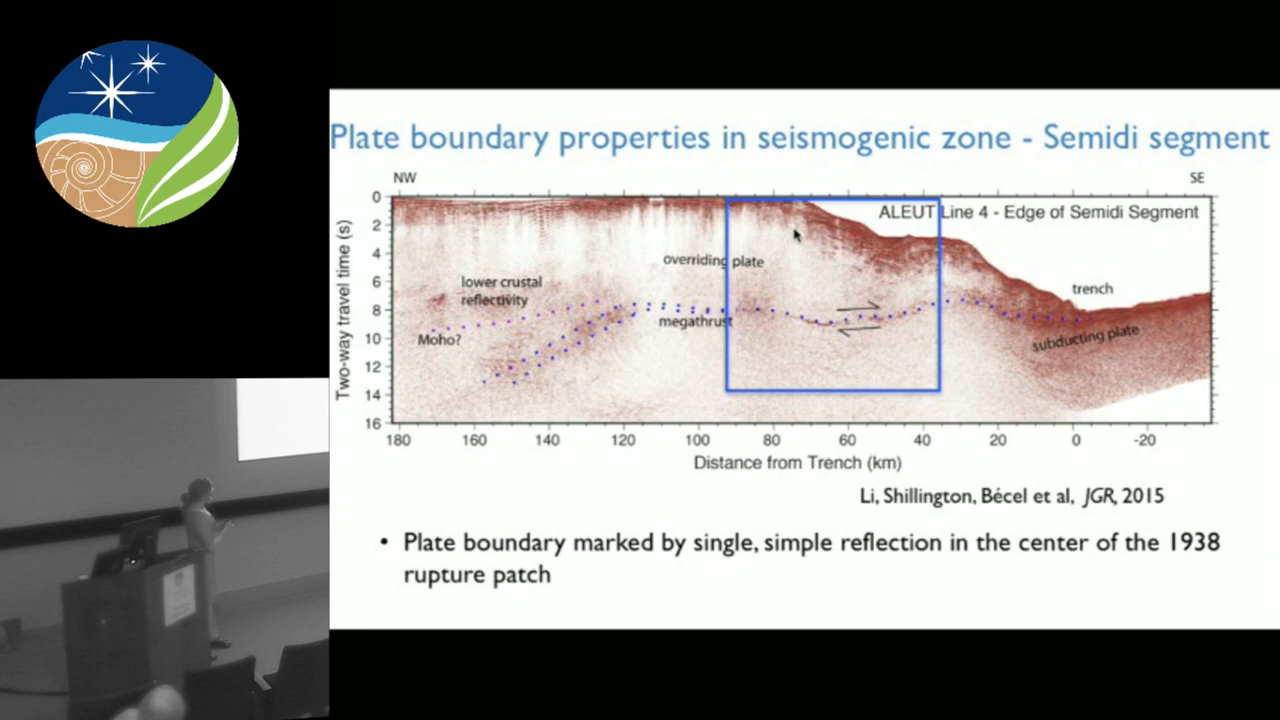 Plate boundary properties in seismogenic zone - Semidi segment
NW
SE
ALEUT Line 4 - Edge of Semidi Segment
Two-way travel time (s)
0
2
4
6
8
10
12
14
16
overriding plate
lower crustal
reflectivity
trench
megathrust
Moho?
subducting plate
180 160 140 120 100 80 60 40 20 0 -20
Distance from Trench (km)
Li, Shillington, Bécel et al, JGR, 2015
• Plate boundary marked by single, simple reflection in the center of the 1938
rupture patch